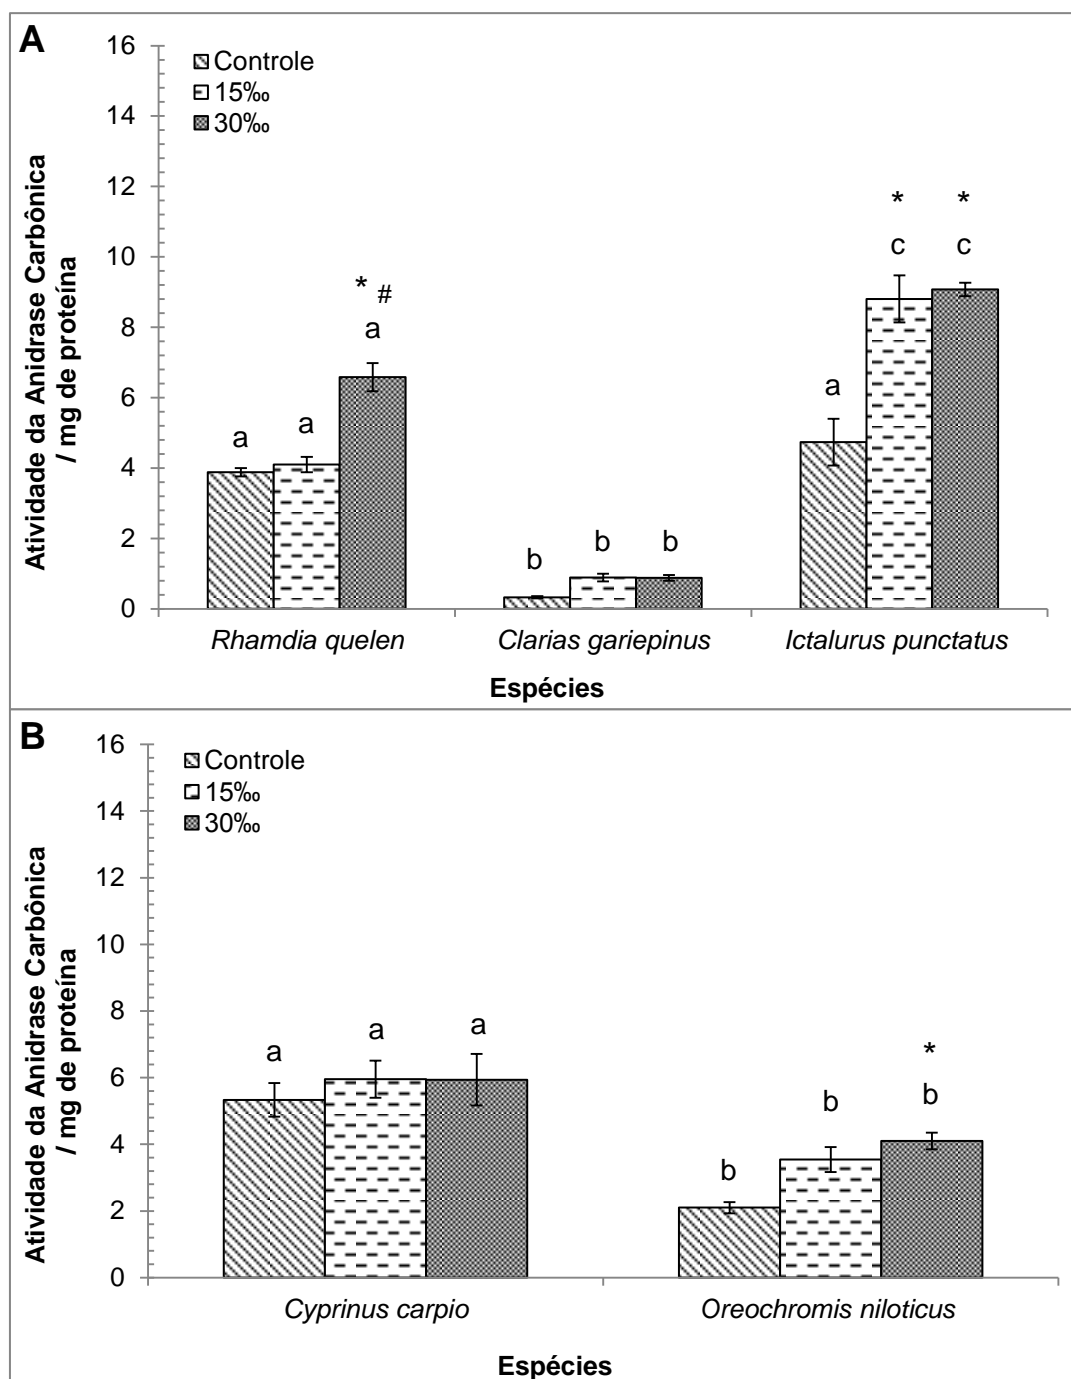 A
Atividade da Anidrase Carbônica
/ mg de proteína
16
14
12
10
8
6
4
2
0
Controle
15‰
30‰
a
a
* #
a
b
b
b
a
*
c
*
c
Rhamdia quelen
Clarias gariepinus
Ictalurus punctatus
Espécies
B
Atividade da Anidrase Carbônica
/ mg de proteína
16
14
12
10
8
6
4
2
0
Controle
15‰
30‰
a
a
a
b
b
*
b
Cyprinus carpio
Oreochromis niloticus
Espécies